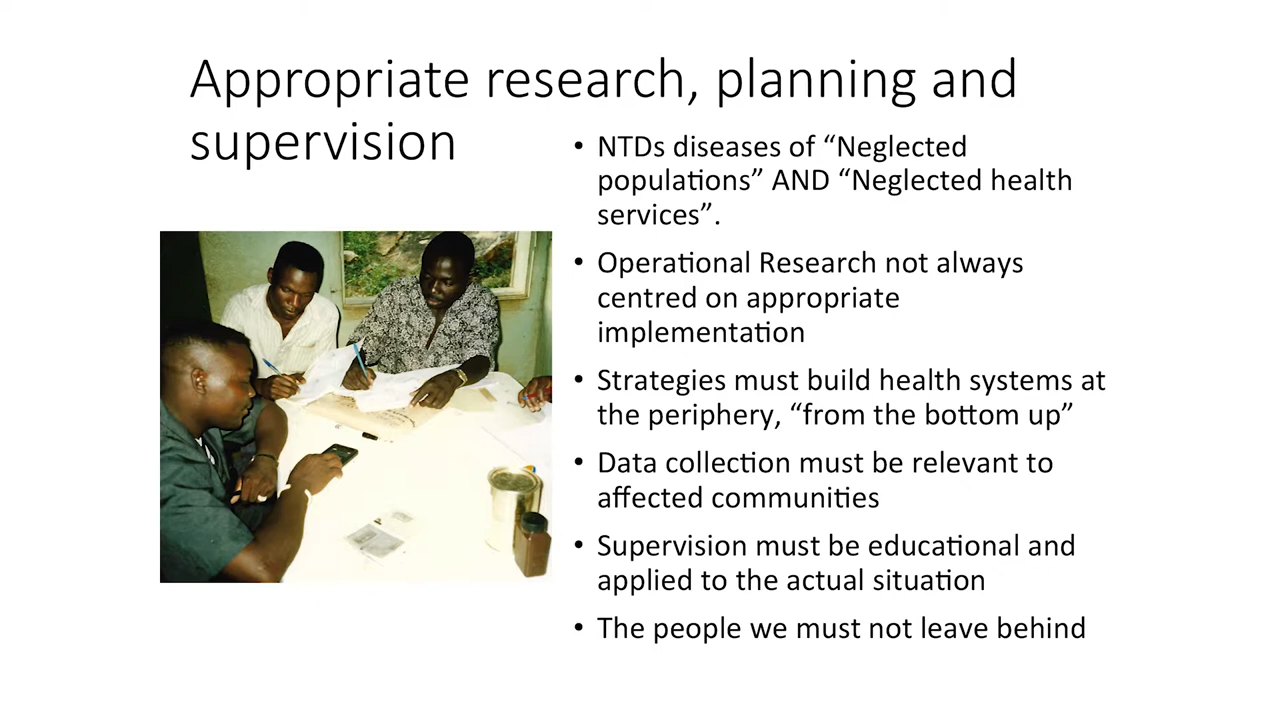 Appropriate research, planning and
supervision
• NTDs diseases of “Neglected
populations” AND “Neglected health
services”.
• Operational Research not always
centred on appropriate
implementation
• Strategies must build health systems at
the periphery, “from the bottom up”
• Data collection must be relevant to
affected communities
• Supervision must be educational and
applied to the actual situation
• The people we must not leave behind